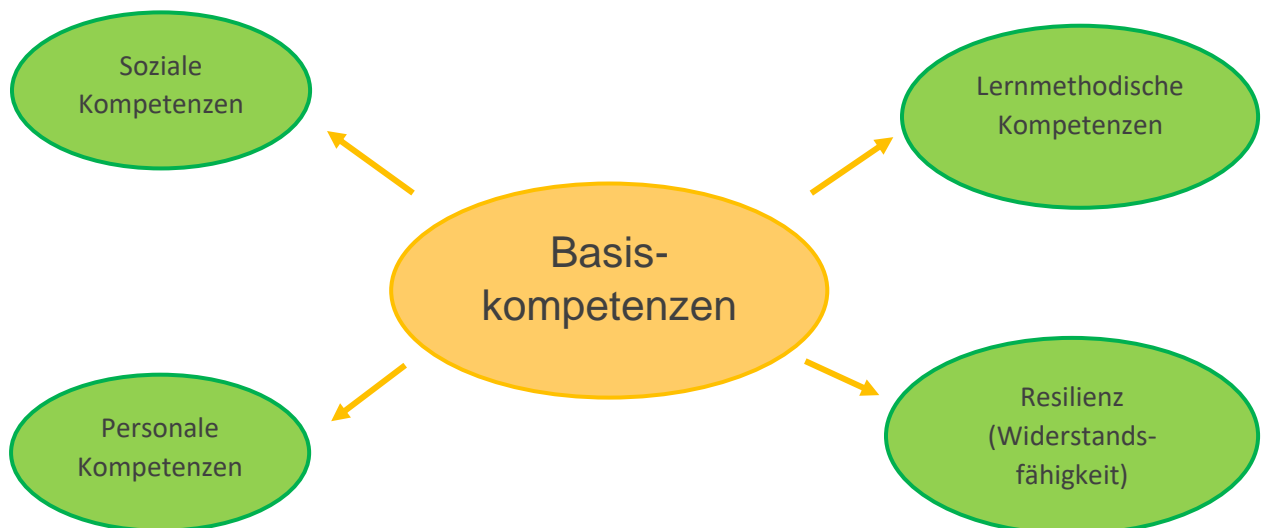 Soziale
Kompetenzen
Lernmethodische
Kompetenzen
Basis-
kompetenzen
Personale
Kompetenzen
Resilienz
(Widerstands-
fähigkeit)